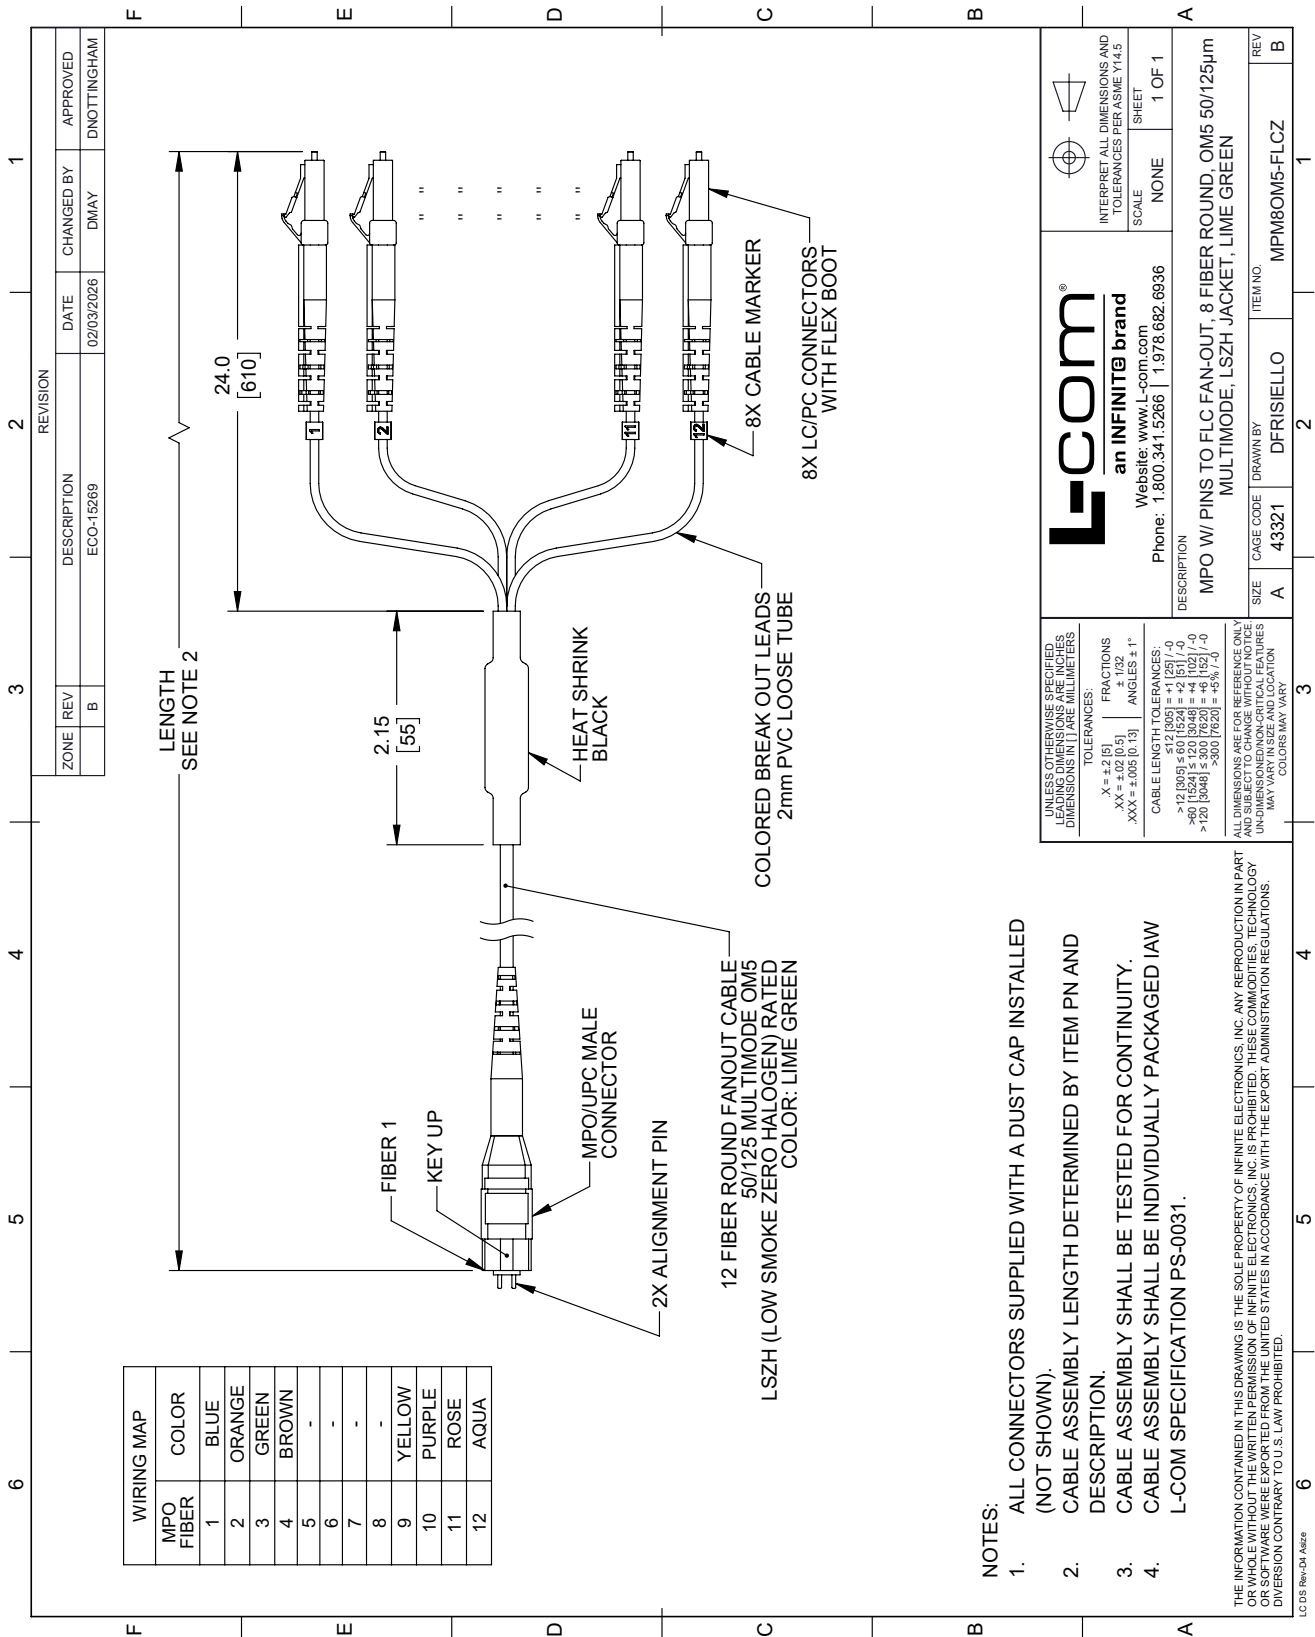 6
5
4
3
2
1
F
E
D
C
B
A
REVISION
ZONE REV DESCRIPTION DATE CHANGED BY APPROVED
B ECO-15269 02/03/2026 DMAY DNOTTINGHAM
WIRING MAP
MPO FIBER COLOR
1 BLUE
2 ORANGE
3 GREEN
4 BROWN
5 -
6 -
7 -
8 -
9 YELLOW
10 PURPLE
11 ROSE
12 AQUA
LENGTH
SEE NOTE 2
24.0
[610]
2.15
[55]
FIBER 1
KEY UP
MPO/UPC MALE
CONNECTOR
2X ALIGNMENT PIN
HEAT SHRINK
BLACK
1
2
11
12
" "
" "
" "
" "
" "
12 FIBER ROUND FANOUT CABLE
50/125 MULTIMODE OM5
LSZH (LOW SMOKE ZERO HALOGEN) RATED
COLOR: LIME GREEN
COLORED BREAK OUT LEADS
2mm PVC LOOSE TUBE
8X CABLE MARKER
8X LC/PC CONNECTORS
WITH FLEX BOOT
NOTES:
1. ALL CONNECTORS SUPPLIED WITH A DUST CAP INSTALLED
(NOT SHOWN).
2. CABLE ASSEMBLY LENGTH DETERMINED BY ITEM PN AND
DESCRIPTION.
3. CABLE ASSEMBLY SHALL BE TESTED FOR CONTINUITY.
4. CABLE ASSEMBLY SHALL BE INDIVIDUALLY PACKAGED IAW
L-COM SPECIFICATION PS-0031.
THE INFORMATION CONTAINED IN THIS DRAWING IS THE SOLE PROPERTY OF INFINITE ELECTRONICS, INC. ANY REPRODUCTION IN PART
OR WHOLE WITHOUT THE WRITTEN PERMISSION OF INFINITE ELECTRONICS, INC. IS PROHIBITED. THESE COMMODITIES, TECHNOLOGY
OR SOFTWARE WERE EXPORTED FROM THE UNITED STATES IN ACCORDANCE WITH THE EXPORT ADMINISTRATION REGULATIONS.
DIVERSION CONTRARY TO U.S. LAW PROHIBITED.
UNLESS OTHERWISE SPECIFIED
LEADING DIMENSIONS ARE INCHES
DIMENSIONS IN [ ] ARE MILLIMETERS
TOLERANCES:
.X = ±.2 [5] FRACTIONS
.XX = ±.02 [0.5] ± 1/32
.XXX = ±.005 [0.13] ANGLES ± 1°
CABLE LENGTH TOLERANCES:
≤12 [305] = +1 [25] / -0
>12 [305] ≤ 60 [1524] = +2 [51] / -0
>60 [1524] ≤ 120 [3048] = +4 [102] / -0
>120 [3048] ≤ 300 [7620] = +6 [152] / -0
>300 [7620] = +5% / -0
ALL DIMENSIONS ARE FOR REFERENCE ONLY
AND SUBJECT TO CHANGE WITHOUT NOTICE.
UN-DIMENSIONED/NON-CRITICAL FEATURES
MAY VARY IN SIZE AND LOCATION
COLORS MAY VARY
L-com®
an INFINITE brand
Website: www.L-com.com
Phone: 1.800.341.5266 | 1.978.682.6936
INTERPRET ALL DIMENSIONS AND
TOLERANCES PER ASME Y14.5
SCALE SHEET
NONE 1 OF 1
DESCRIPTION
MPO W/ PINS TO FLC FAN-OUT, 8 FIBER ROUND, OM5 50/125µm
MULTIMODE, LSZH JACKET, LIME GREEN
SIZE CAGE CODE DRAWN BY ITEM NO. REV
A 43321 DFRISIELLO MPM8OM5-FLCZ B
F
E
D
C
B
A
6
5
4
3
2
1
LC DS Rev-D4 Asize